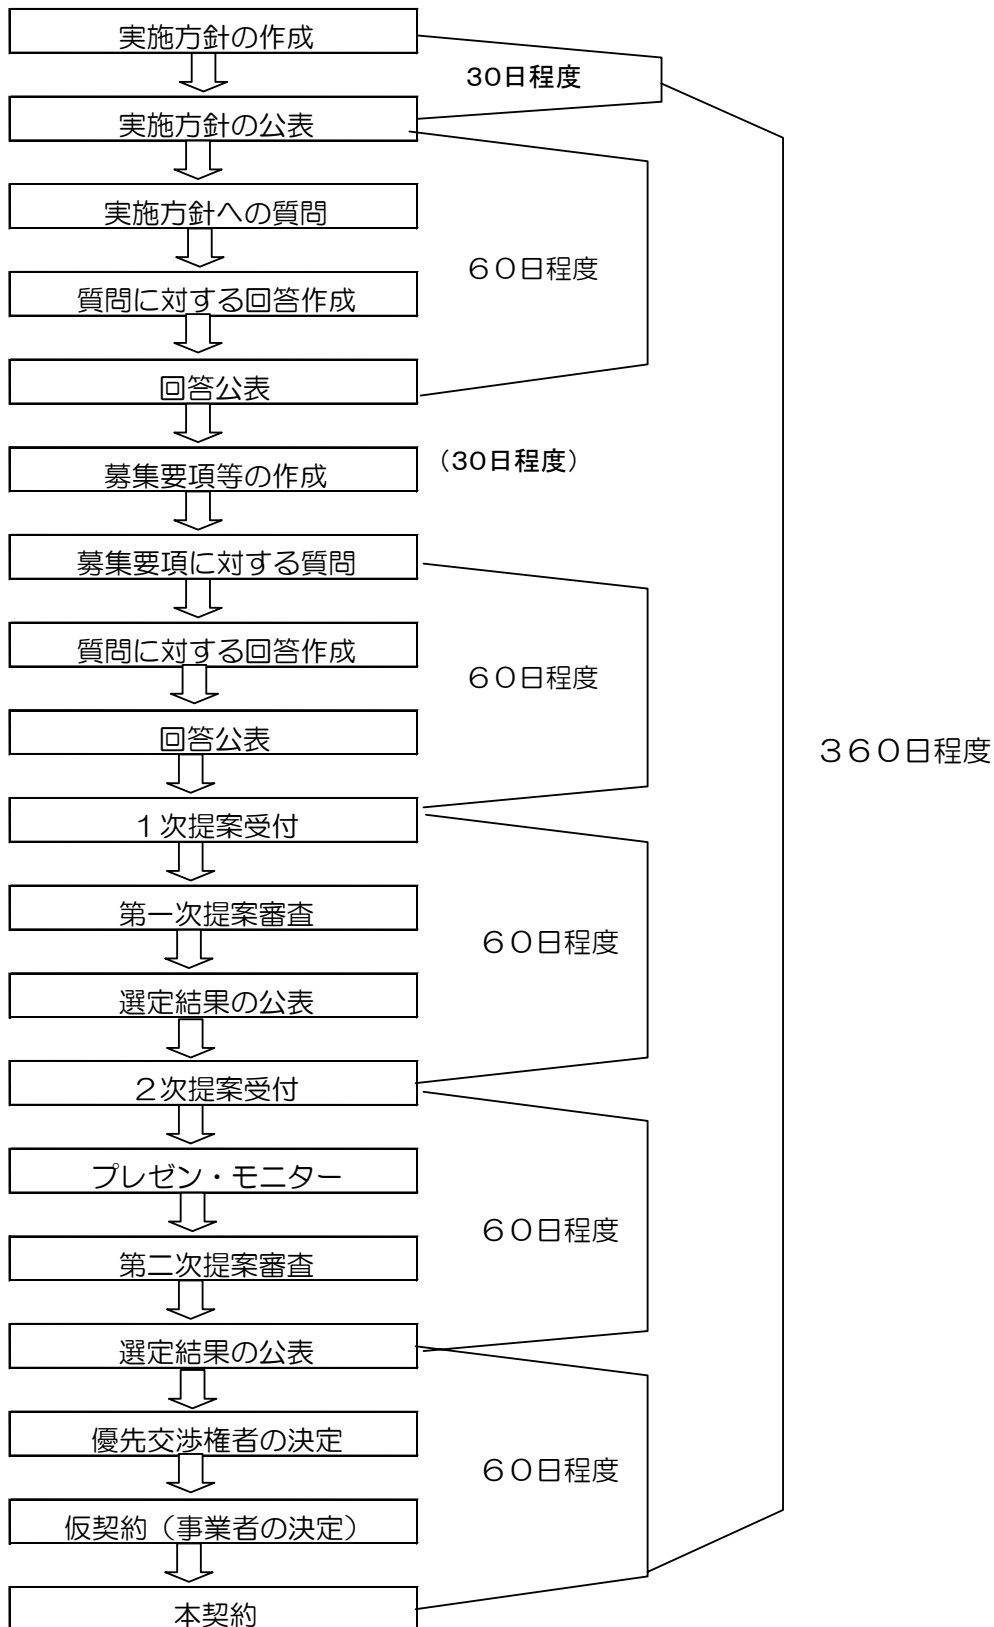 実施方針の作成
30日程度
実施方針の公表
実施方針への質問
６０日程度
質問に対する回答作成
回答公表
募集要項等の作成
（30日程度）
募集要項に対する質問
質問に対する回答作成
６０日程度
回答公表
３６０日程度
１次提案受付
第一次提案審査
６０日程度
選定結果の公表
２次提案受付
プレゼン・モニター
６０日程度
第二次提案審査
選定結果の公表
優先交渉権者の決定
６０日程度
仮契約（事業者の決定）
本契約